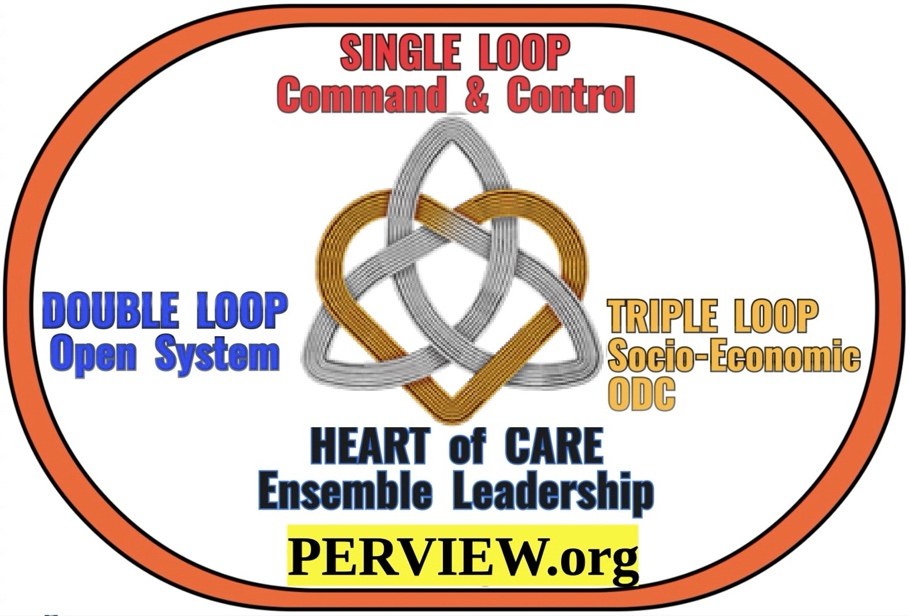 SINGLE LOOP
Command & Control
DOUBLE LOOP
Open System
TRIPLE LOOP
Socio-Economic
ODC
HEART of CARE
Ensemble Leadership
PERVIEW.org